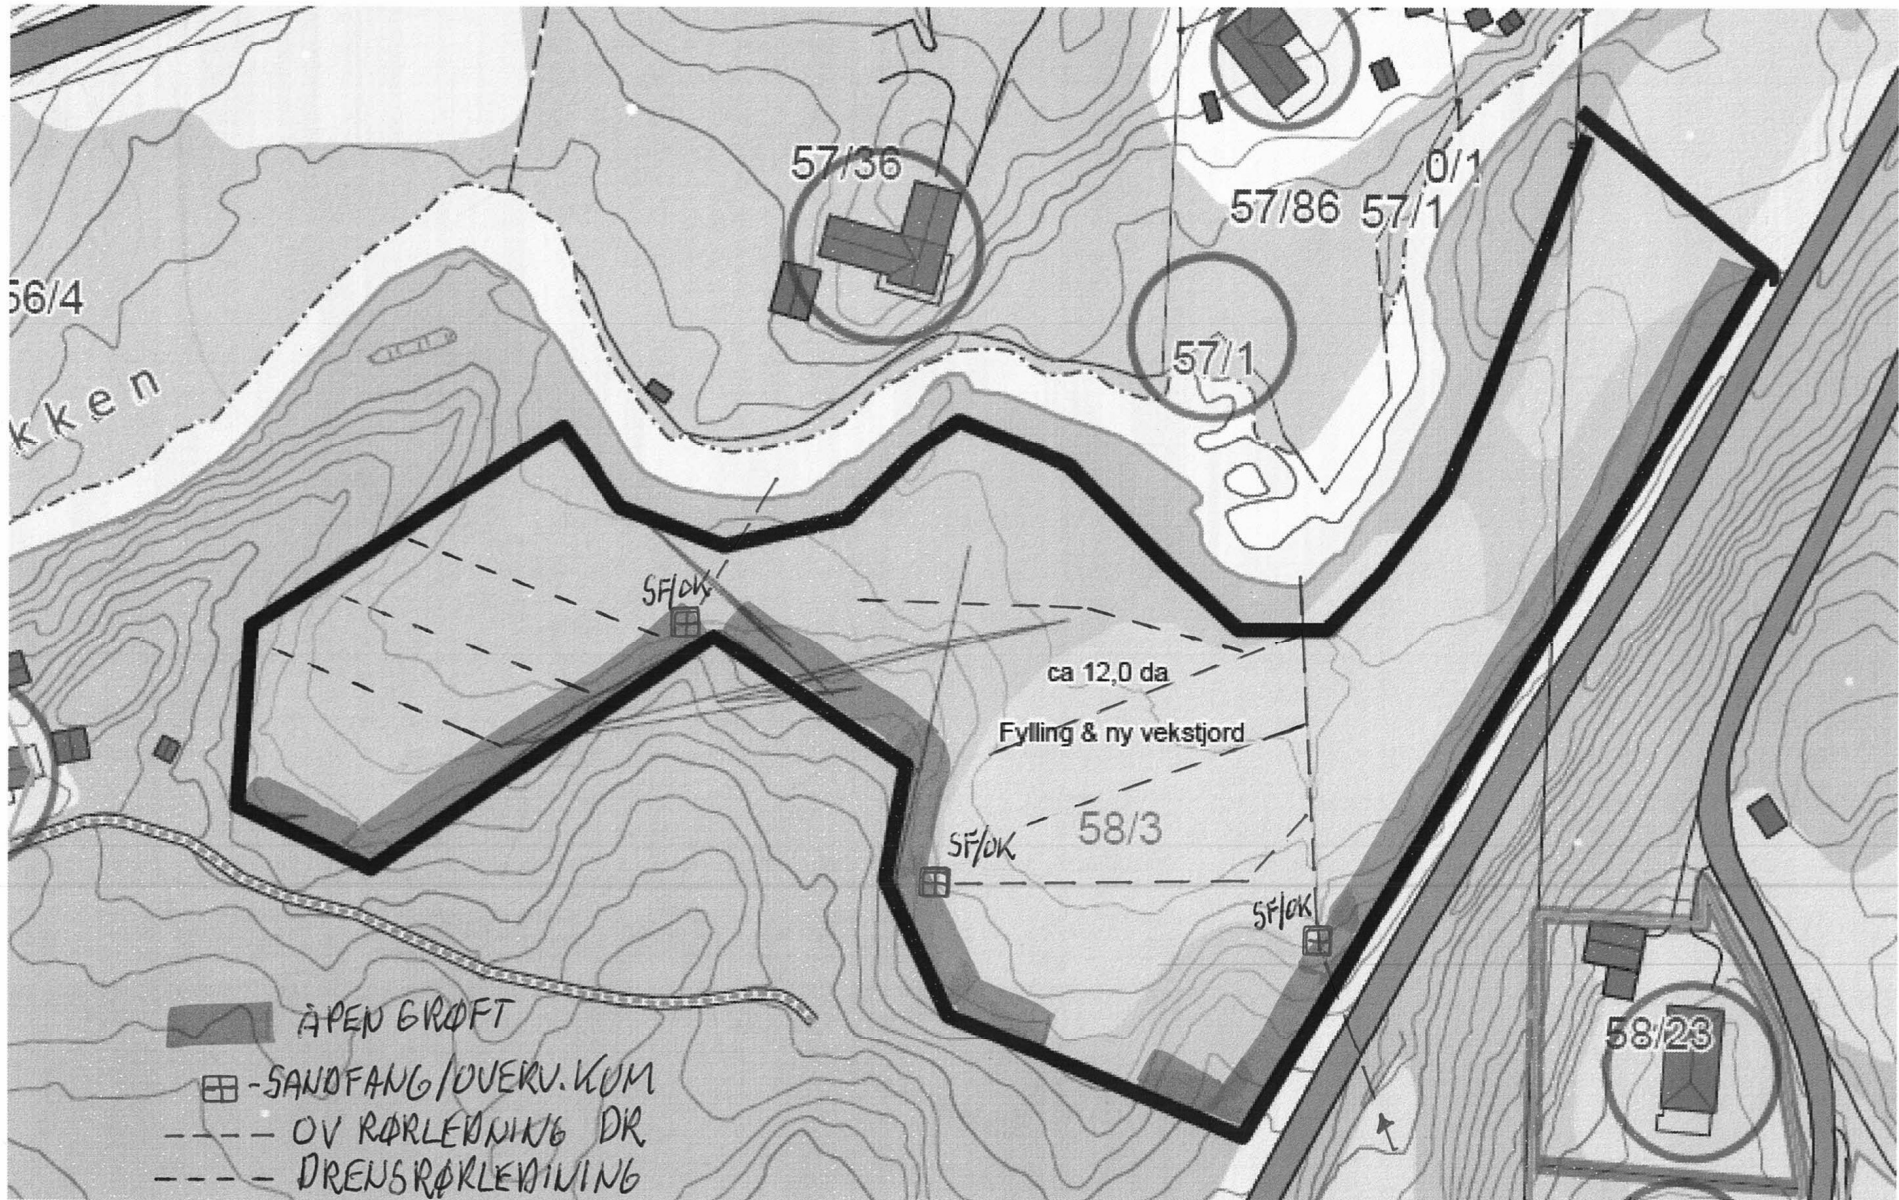 57/36
0/1
57/86
57/1
56/4
57/1
kken
SF/OK
ca 12,0 da
Fylling & ny vekstjord
58/3
SF/OK
SF/OK
58/23
ÅPEN GRØFT
-SANDFANG/OVERV.KUM
OV RØRLEDNING DR
DRENSRØRLEDINING